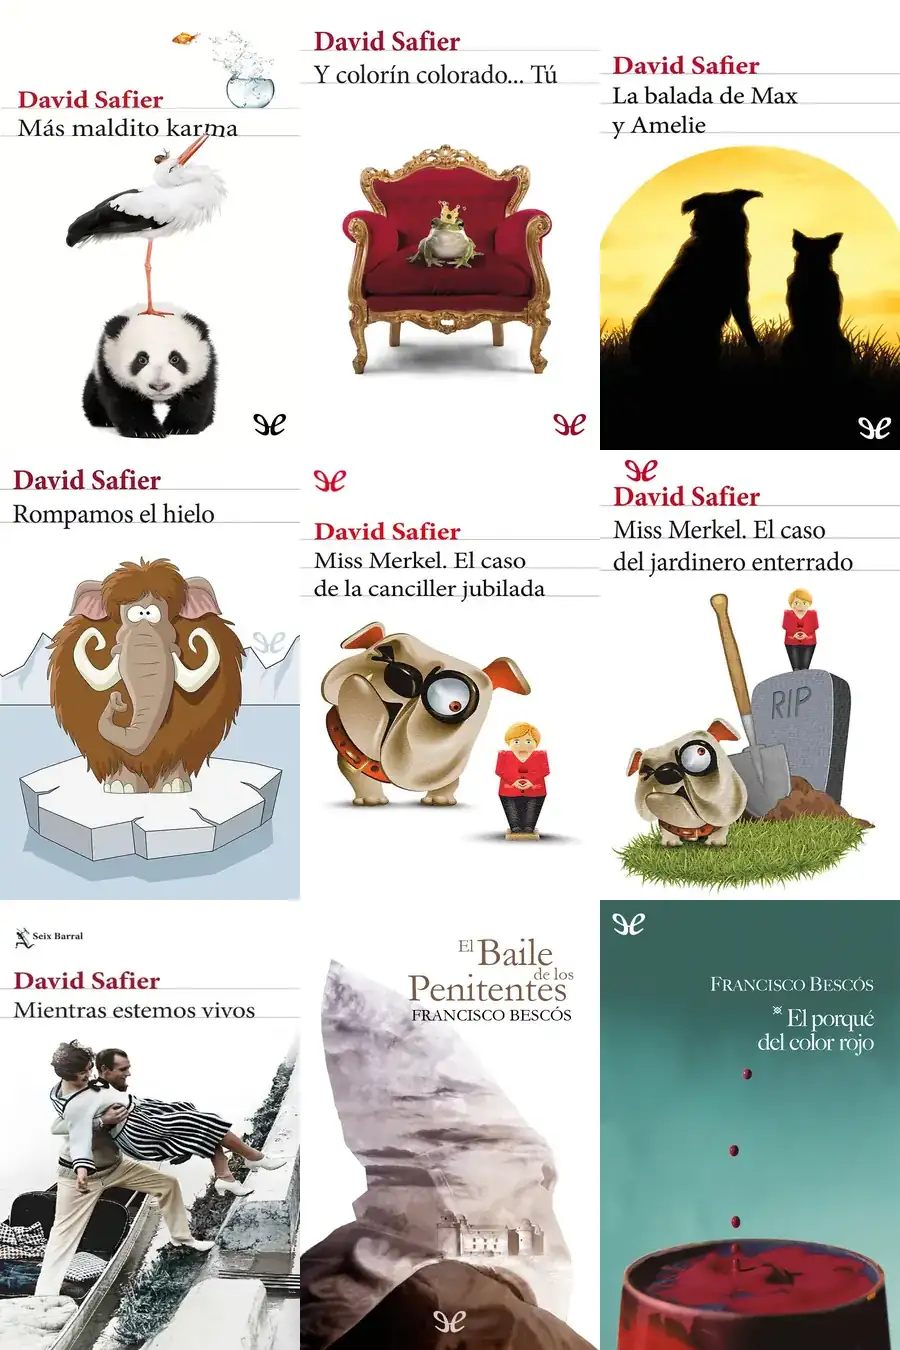 David Safier
Más maldito karma
David Safier
Y colorín colorado... Tú
David Safier
La balada de Max
y Amelie
David Safier
Rompamos el hielo
David Safier
Miss Merkel. El caso
de la canciller jubilada
David Safier
Miss Merkel. El caso
del jardinero enterrado
RIP
Seix Barral
David Safier
Mientras estemos vivos
El Baile
de los
Penitentes
FRANCISCO BESCÓS
FRANCISCO BESCÓS
El porqué
del color rojo